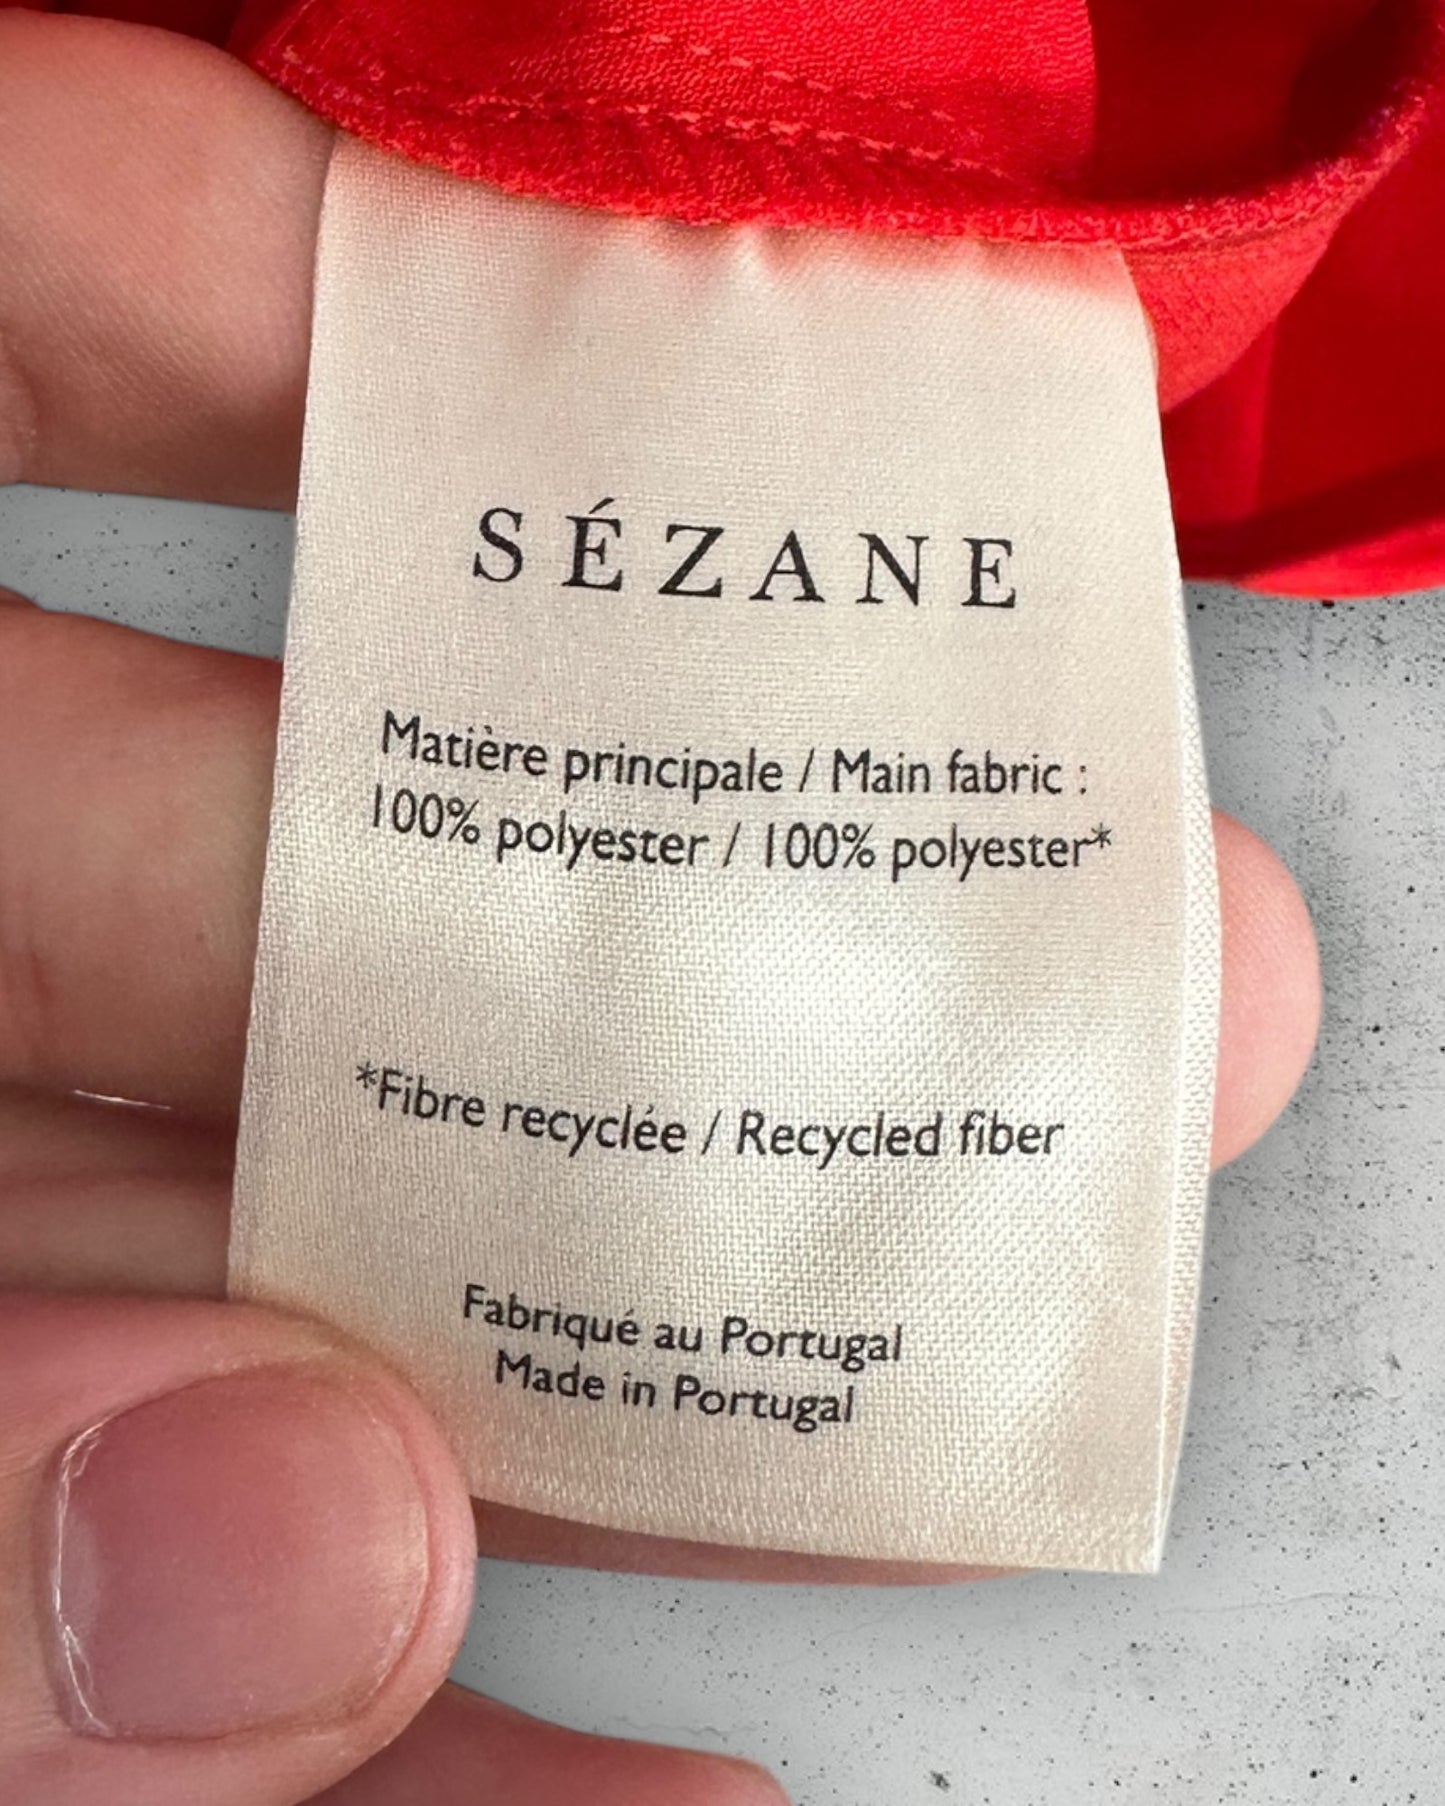 SÉZANE
Matière principale / Main fabric :
100% polyester / 100% polyester*
*Fibre recyclée / Recycled fiber
Fabriqué au Portugal
Made in Portugal